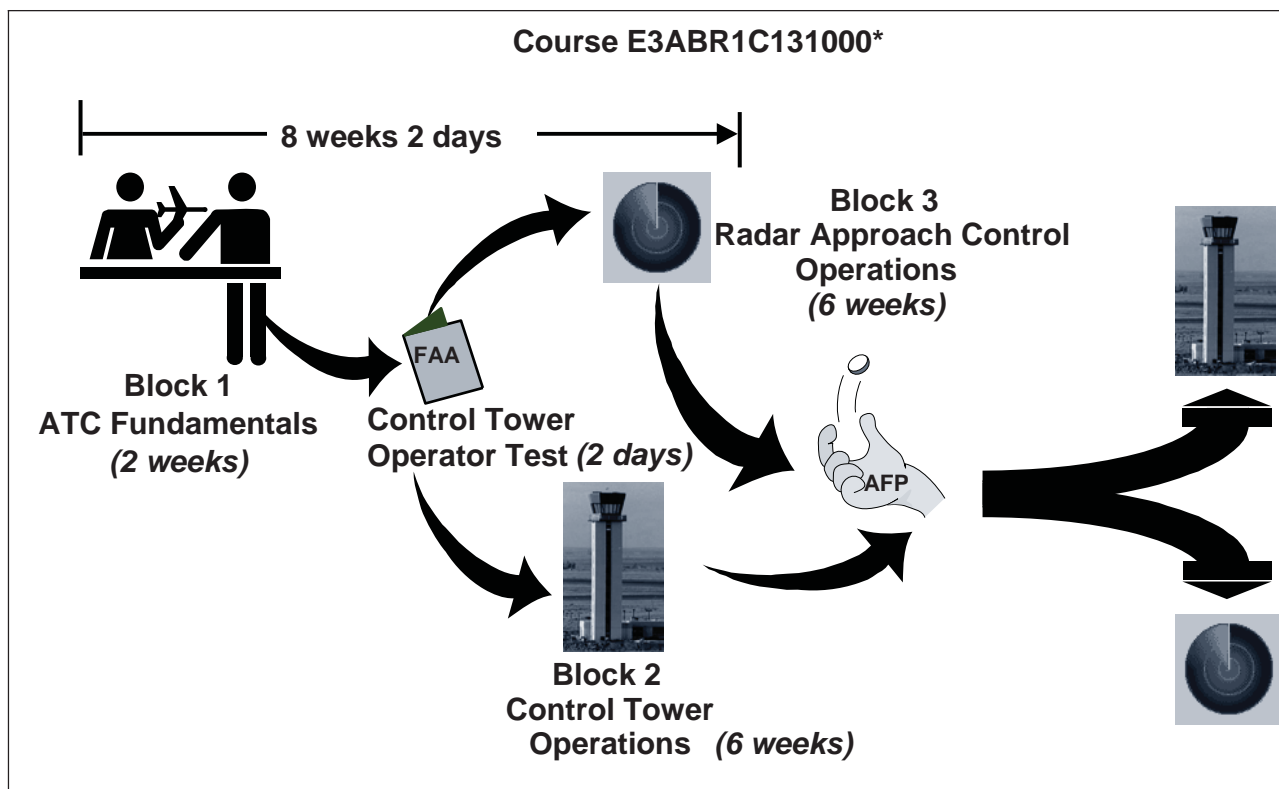 Course E3ABR1C131000*
8 weeks 2 days
Block 1
ATC Fundamentals
(2 weeks)
FAA
Control Tower
Operator Test (2 days)
Block 3
Radar Approach Control
Operations
(6 weeks)
Block 2
Control Tower
Operations (6 weeks)
AFP